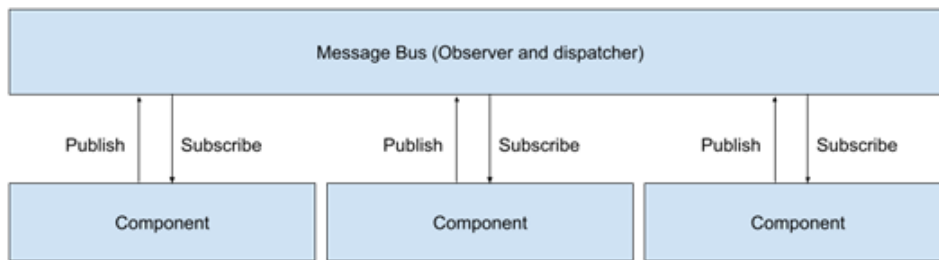 Message Bus (Observer and dispatcher)
Publish Subscribe Publish Subscribe Publish Subscribe
Component Component Component